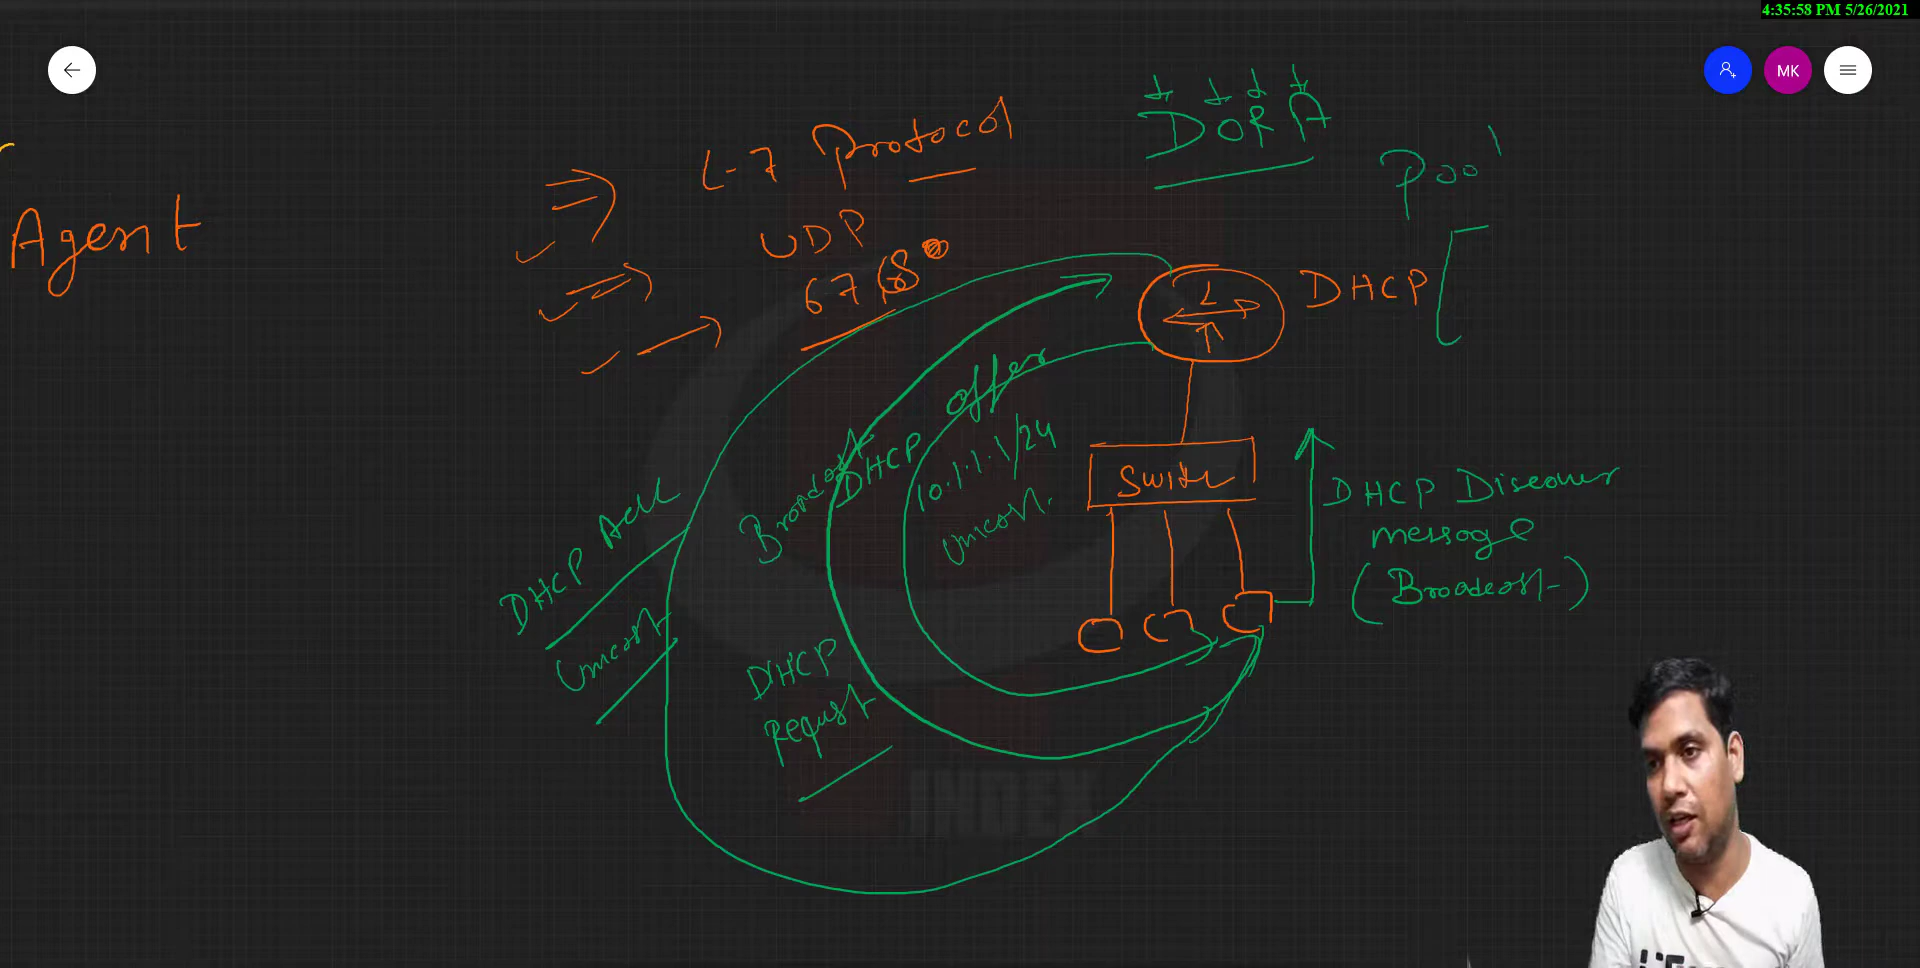 4:35:58 PM 5/26/2021
MK
DORA
L-7 Protocol
Pool
Agent
UDP
67(S
DHCP
offer
Broadcast
DHCP
10.1.1.1/24
Unicast.
Switch
DHCP Discover
message
(Broadcast)
DHCP Ack
Unicast
DHCP
Request
INDEX